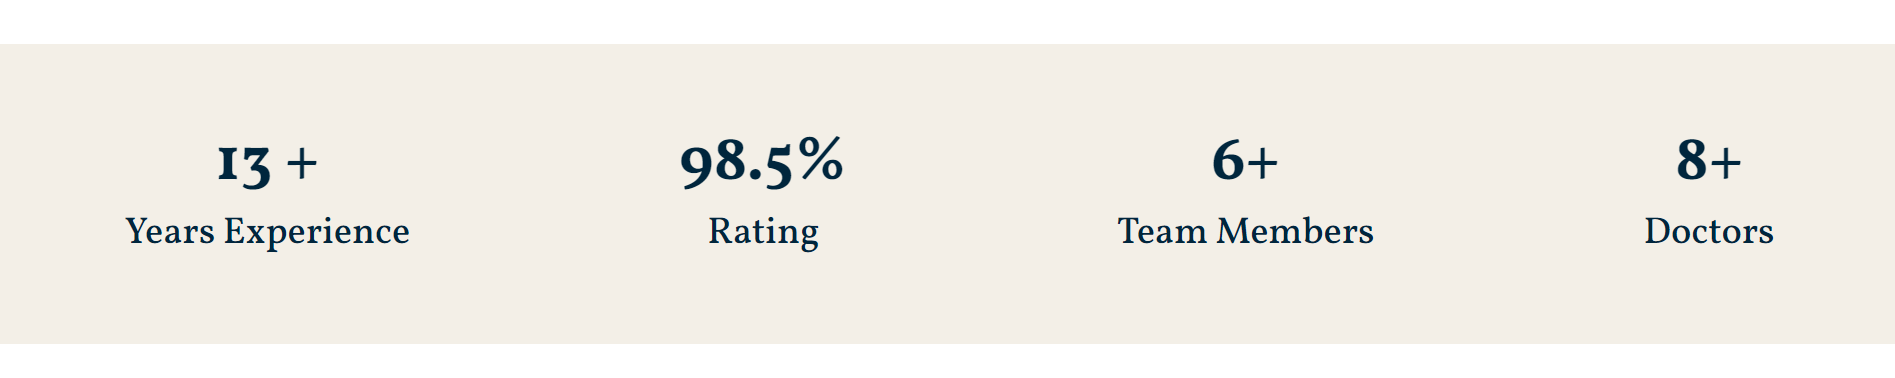 13 + 98.5% 6+ 8+
Years Experience Rating Team Members Doctors